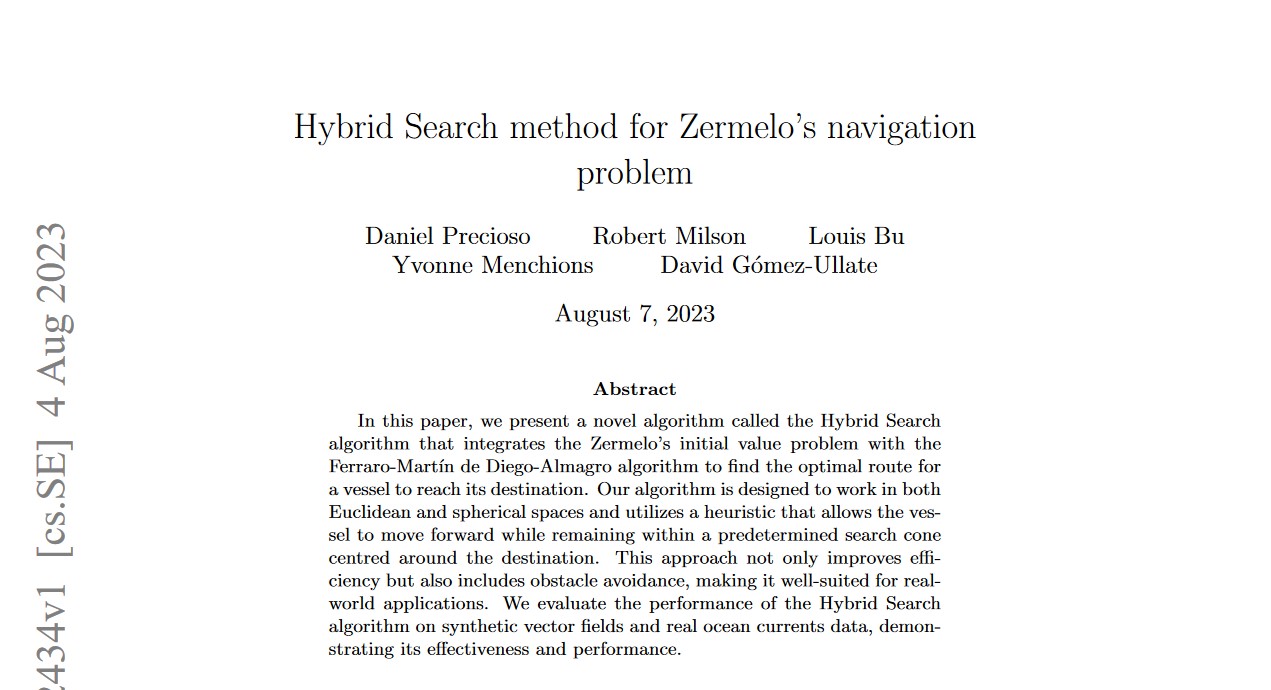 Hybrid Search method for Zermelo's navigation
problem
Daniel Precioso Robert Milson Louis Bu
Yvonne Menchions David Gómez-Ullate
August 7, 2023
Abstract
In this paper, we present a novel algorithm called the Hybrid Search
algorithm that integrates the Zermelo's initial value problem with the
Ferraro-Martín de Diego-Almagro algorithm to find the optimal route for
a vessel to reach its destination. Our algorithm is designed to work in both
Euclidean and spherical spaces and utilizes a heuristic that allows the ves-
sel to move forward while remaining within a predetermined search cone
centred around the destination. This approach not only improves effi-
ciency but also includes obstacle avoidance, making it well-suited for real-
world applications. We evaluate the performance of the Hybrid Search
algorithm on synthetic vector fields and real ocean currents data, demon-
strating its effectiveness and performance.
2434v1 [cs.SE] 4 Aug 2023